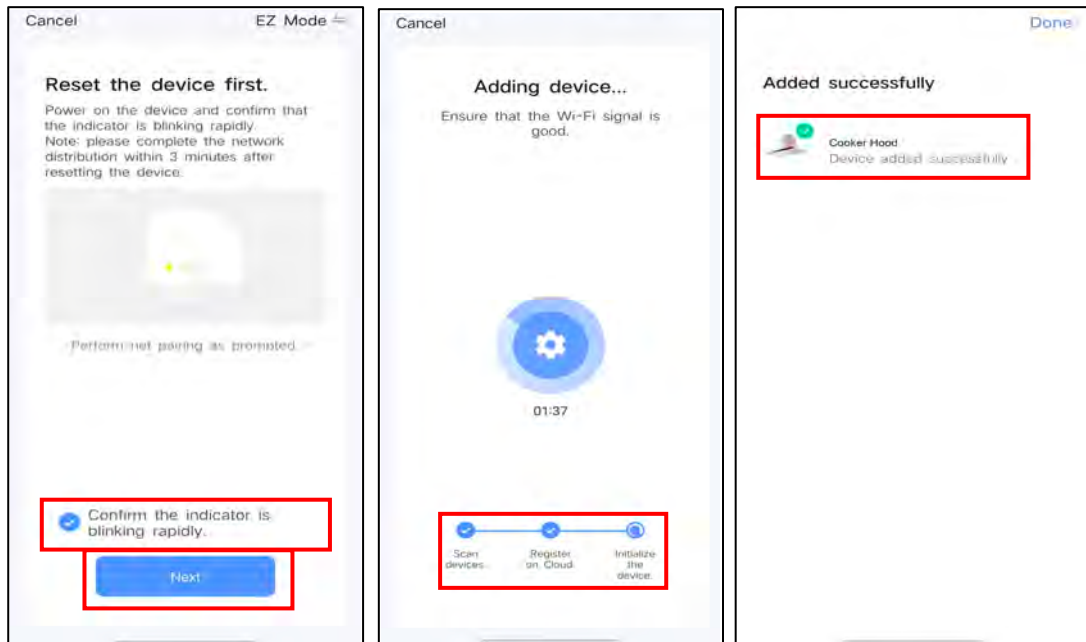 Cancel
EZ Mode
Reset the device first.
Power on the device and confirm that
the indicator is blinking rapidly.
Note: please complete the network
distribution within 3 minutes after
resetting the device.
Perform net pairing as prompted.
Confirm the indicator is
blinking rapidly.
Next
Cancel
Adding device...
Ensure that the Wi-Fi signal is
good.
01:37
Scan
devices.
Register
on Cloud.
Initialize
the
device.
Done
Added successfully
Cooker Hood
Device added successfully